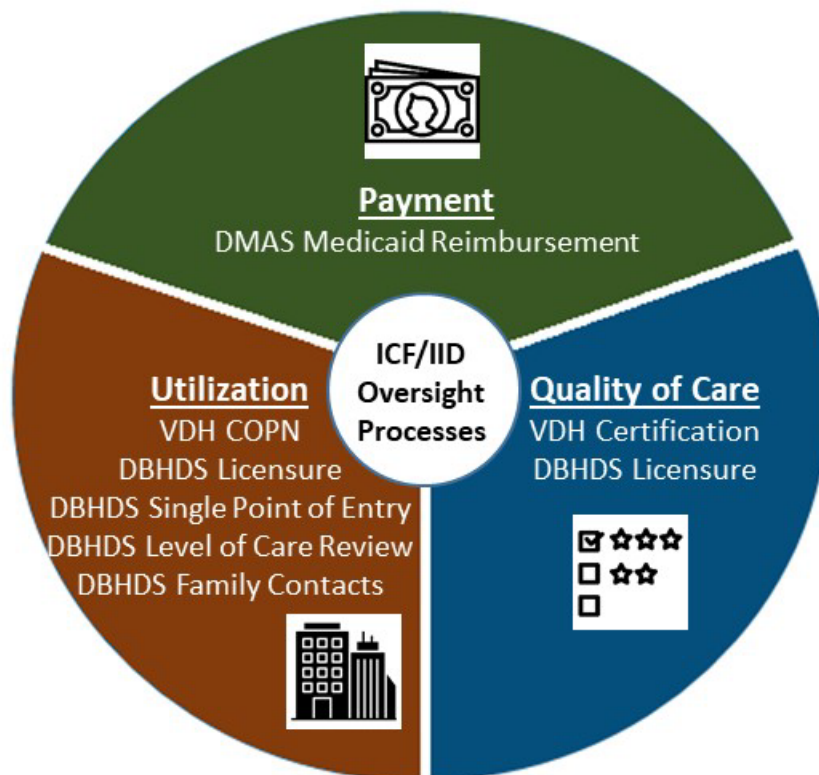 Payment
DMAS Medicaid Reimbursement
ICF/IID
Oversight
Processes
Utilization
VDH COPN
DBHDS Licensure
DBHDS Single Point of Entry
DBHDS Level of Care Review
DBHDS Family Contacts
Quality of Care
VDH Certification
DBHDS Licensure